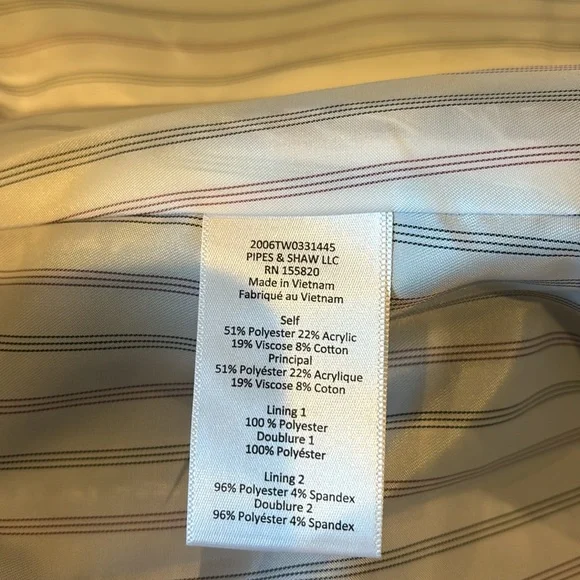 2006TW0331445
PIPES & SHAW LLC
RN 155820
Made in Vietnam
Fabriqué au Vietnam
Self
51% Polyester 22% Acrylic
19% Viscose 8% Cotton
Principal
51% Polyéster 22% Acrylique
19% Viscose 8% Coton
Lining 1
100 % Polyester
Doublure 1
100% Polyéster
Lining 2
96% Polyester 4% Spandex
Doublure 2
96% Polyéster 4% Spandex